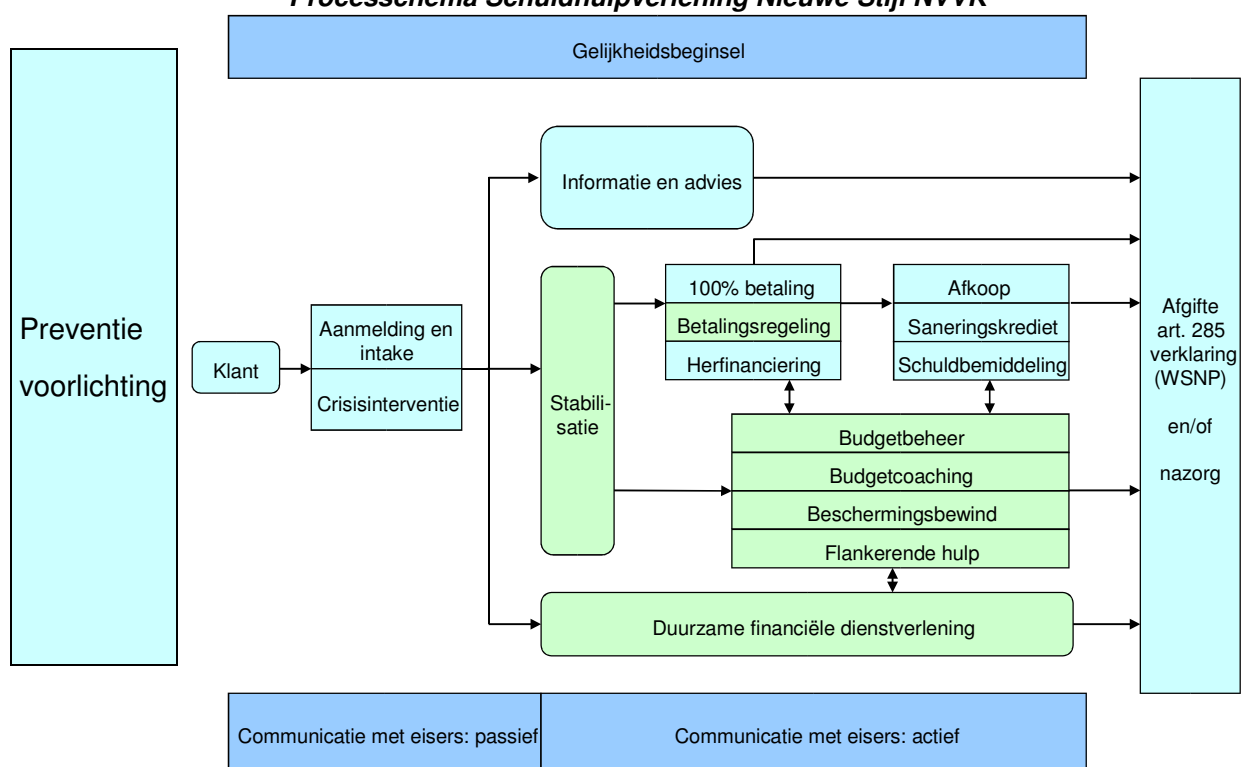 Processchema Schuldhulpverlening Nieuwe Stijl NVVK
Gelijkheidsbeginsel
Preventie
voorlichting
Klant
Aanmelding en
intake
Crisisinterventie
Informatie en advies
Stabili-
satie
100% betaling
Betalingsregeling
Herfinanciering
Afkoop
Saneringskrediet
Schuldbemiddeling
Budgetbeheer
Budgetcoaching
Beschermingsbewind
Flankerende hulp
Duurzame financiële dienstverlening
Afgifte
art. 285
verklaring
(WSNP)
en/of
nazorg
Communicatie met eisers: passief
Communicatie met eisers: actief